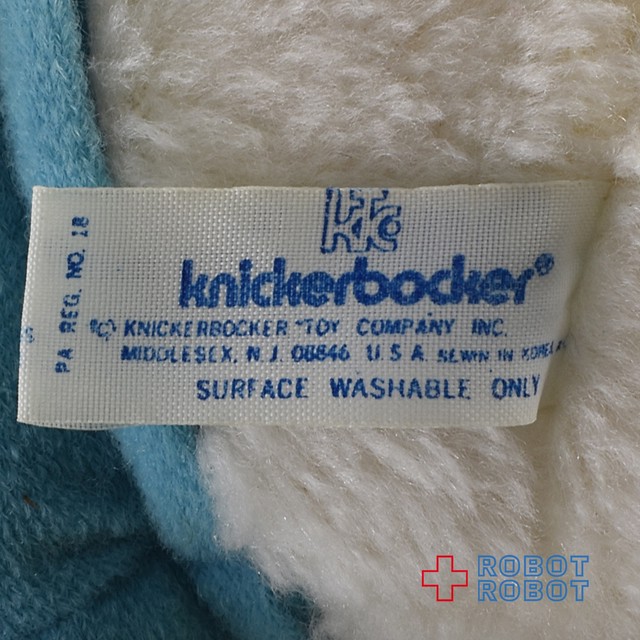 PA REG. NO. 18
KTC
knickerbocker®
© KNICKERBOCKER TOY COMPANY INC.
MIDDLESEX, N.J. 08846 U.S.A. SEWN IN KOREA
SURFACE WASHABLE ONLY
ROBOT
ROBOT